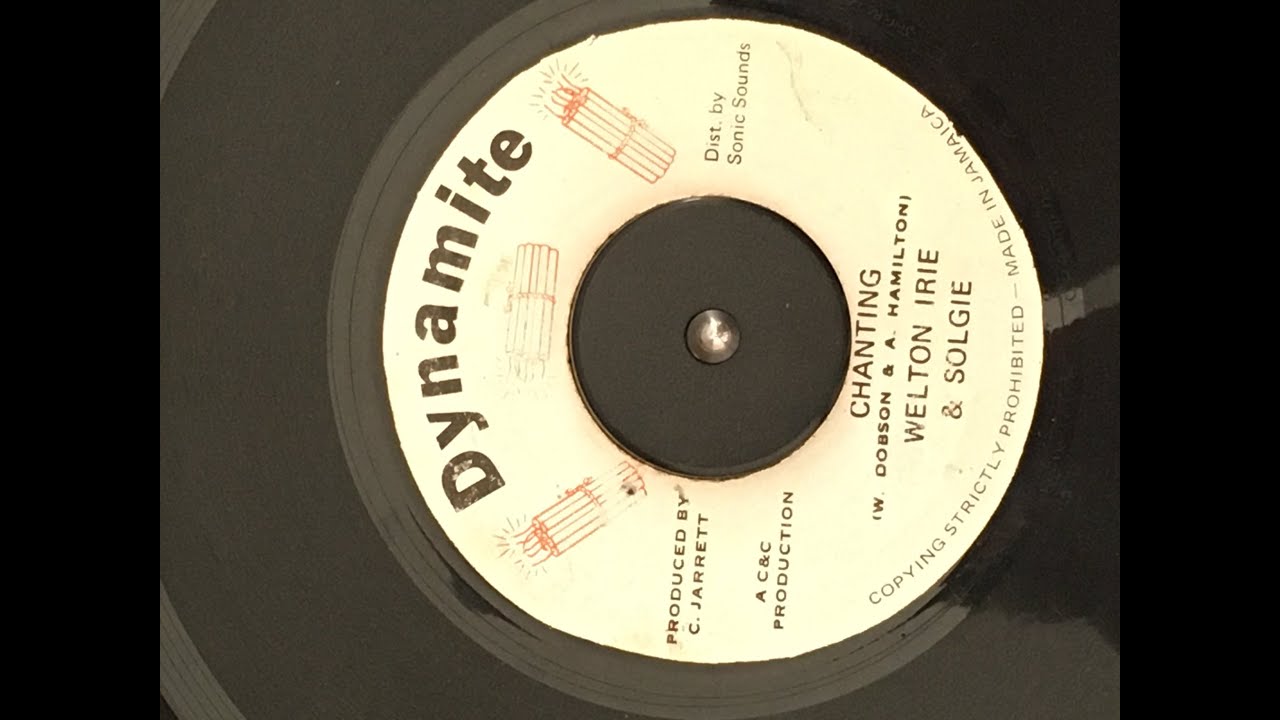 Dynamite
PRODUCED BY
C. JARRETT
A C&C
PRODUCTION
Dist. by
Sonic Sounds
CHANTING
(W. DOBSON & A. HAMILTON)
WELTON IRIE
& SOLGIE
COPYING STRICTLY PROHIBITED — MADE IN JAMAICA